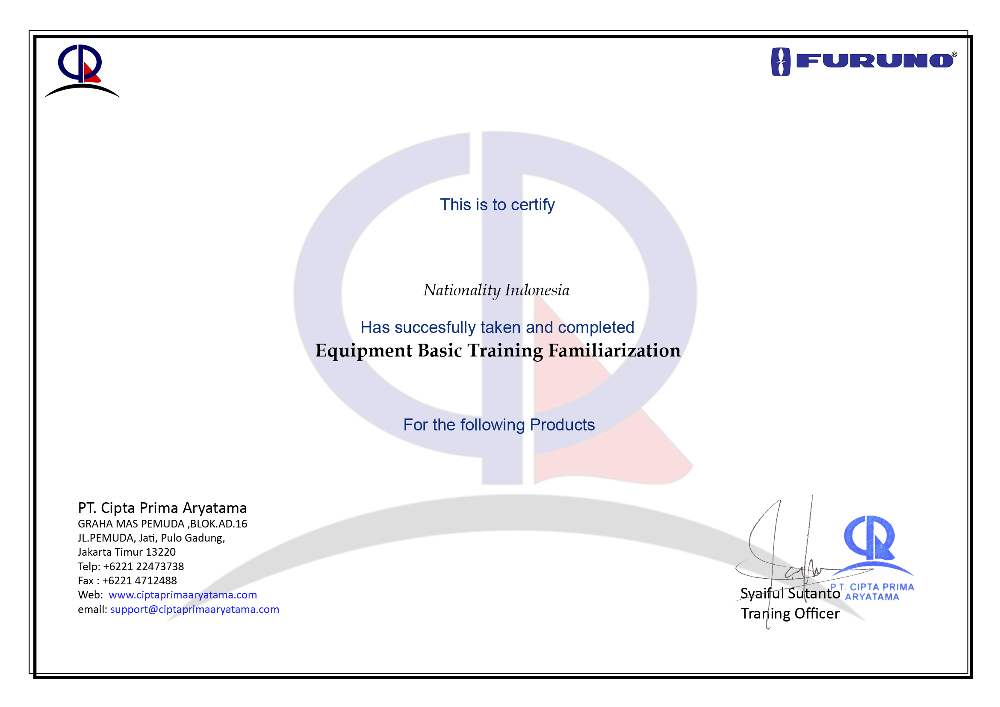 FURUNO®
This is to certify
Nationality Indonesia
Has succesfully taken and completed
Equipment Basic Training Familiarization
For the following Products
PT. Cipta Prima Aryatama
GRAHA MAS PEMUDA ,BLOK.AD.16
JL.PEMUDA, Jati, Pulo Gadung,
Jakarta Timur 13220
Telp: +6221 22473738
Fax : +6221 4712488
Web: www.ciptaprimaaryatama.com
email: support@ciptaprimaaryatama.com
P.T. CIPTA PRIMA
ARYATAMA
Syaiful Sutanto
Traning Officer